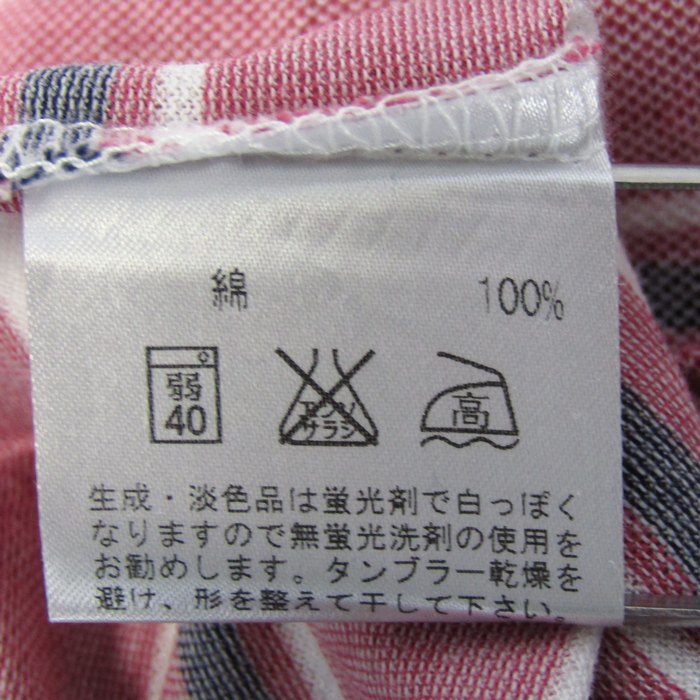 綿 100%
弱 エンソ 高
40 サラシ
生成・淡色品は蛍光剤で白っぽく
なりますので無蛍光洗剤の使用を
お勧めします。タンブラー乾燥を
避け、形を整えて干して下さい。